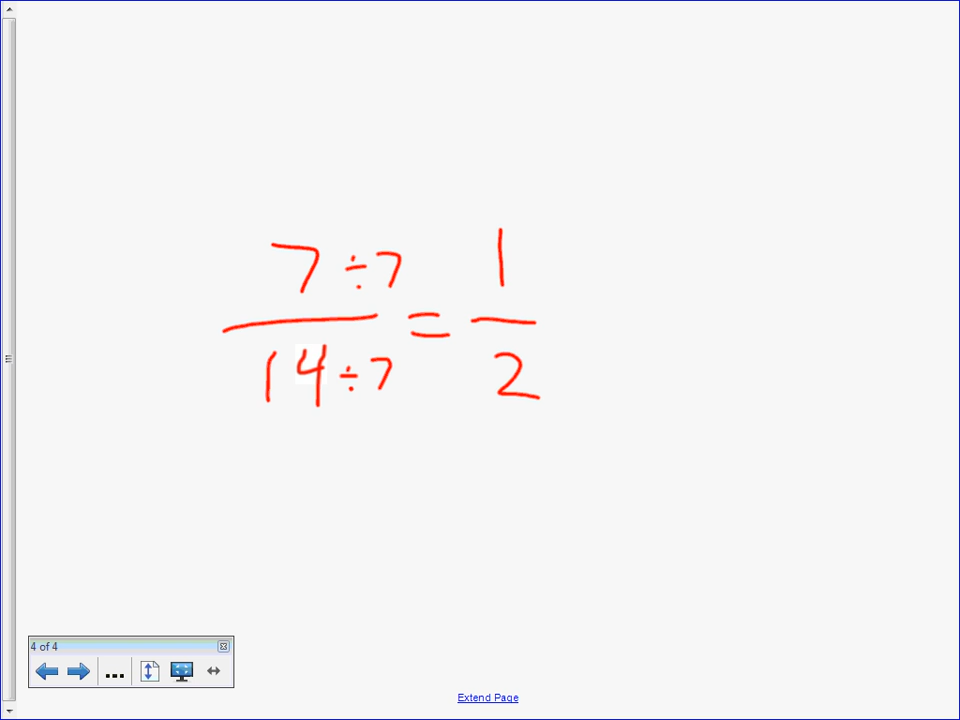 7 ÷ 7 1
— = —
14 ÷ 7 2
4 of 4
...
Extend Page